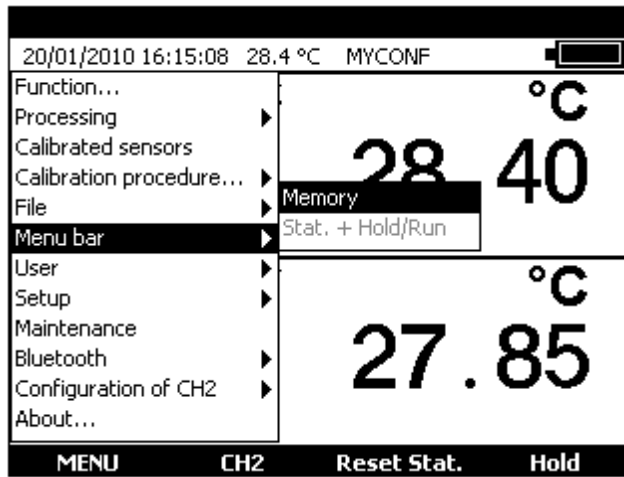 20/01/2010 16:15:08 28.4 °C MYCONF
Function...
Processing
Calibrated sensors
Calibration procedure...
File
Menu bar
User
Setup
Maintenance
Bluetooth
Configuration of CH2
About...
Memory
Stat. + Hold/Run
°C
28 40
°C
27.85
MENU CH2 Reset Stat. Hold